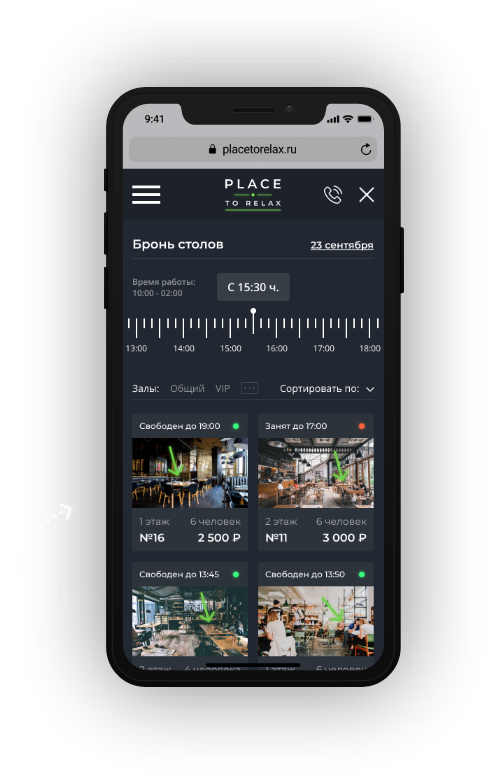 9:41
placetorelax.ru
PLACE
TO RELAX
Бронь столов
23 сентября
Время работы:
10:00 - 02:00
С 15:30 ч.
13:00 14:00 15:00 16:00 17:00 18:00
Залы: Общий VIP Сортировать по:
Свободен до 19:00
Занят до 17:00
1 этаж 6 человек
№16 2 500 ₽
2 этаж 6 человек
№11 3 000 ₽
Свободен до 13:45
Свободен до 13:50